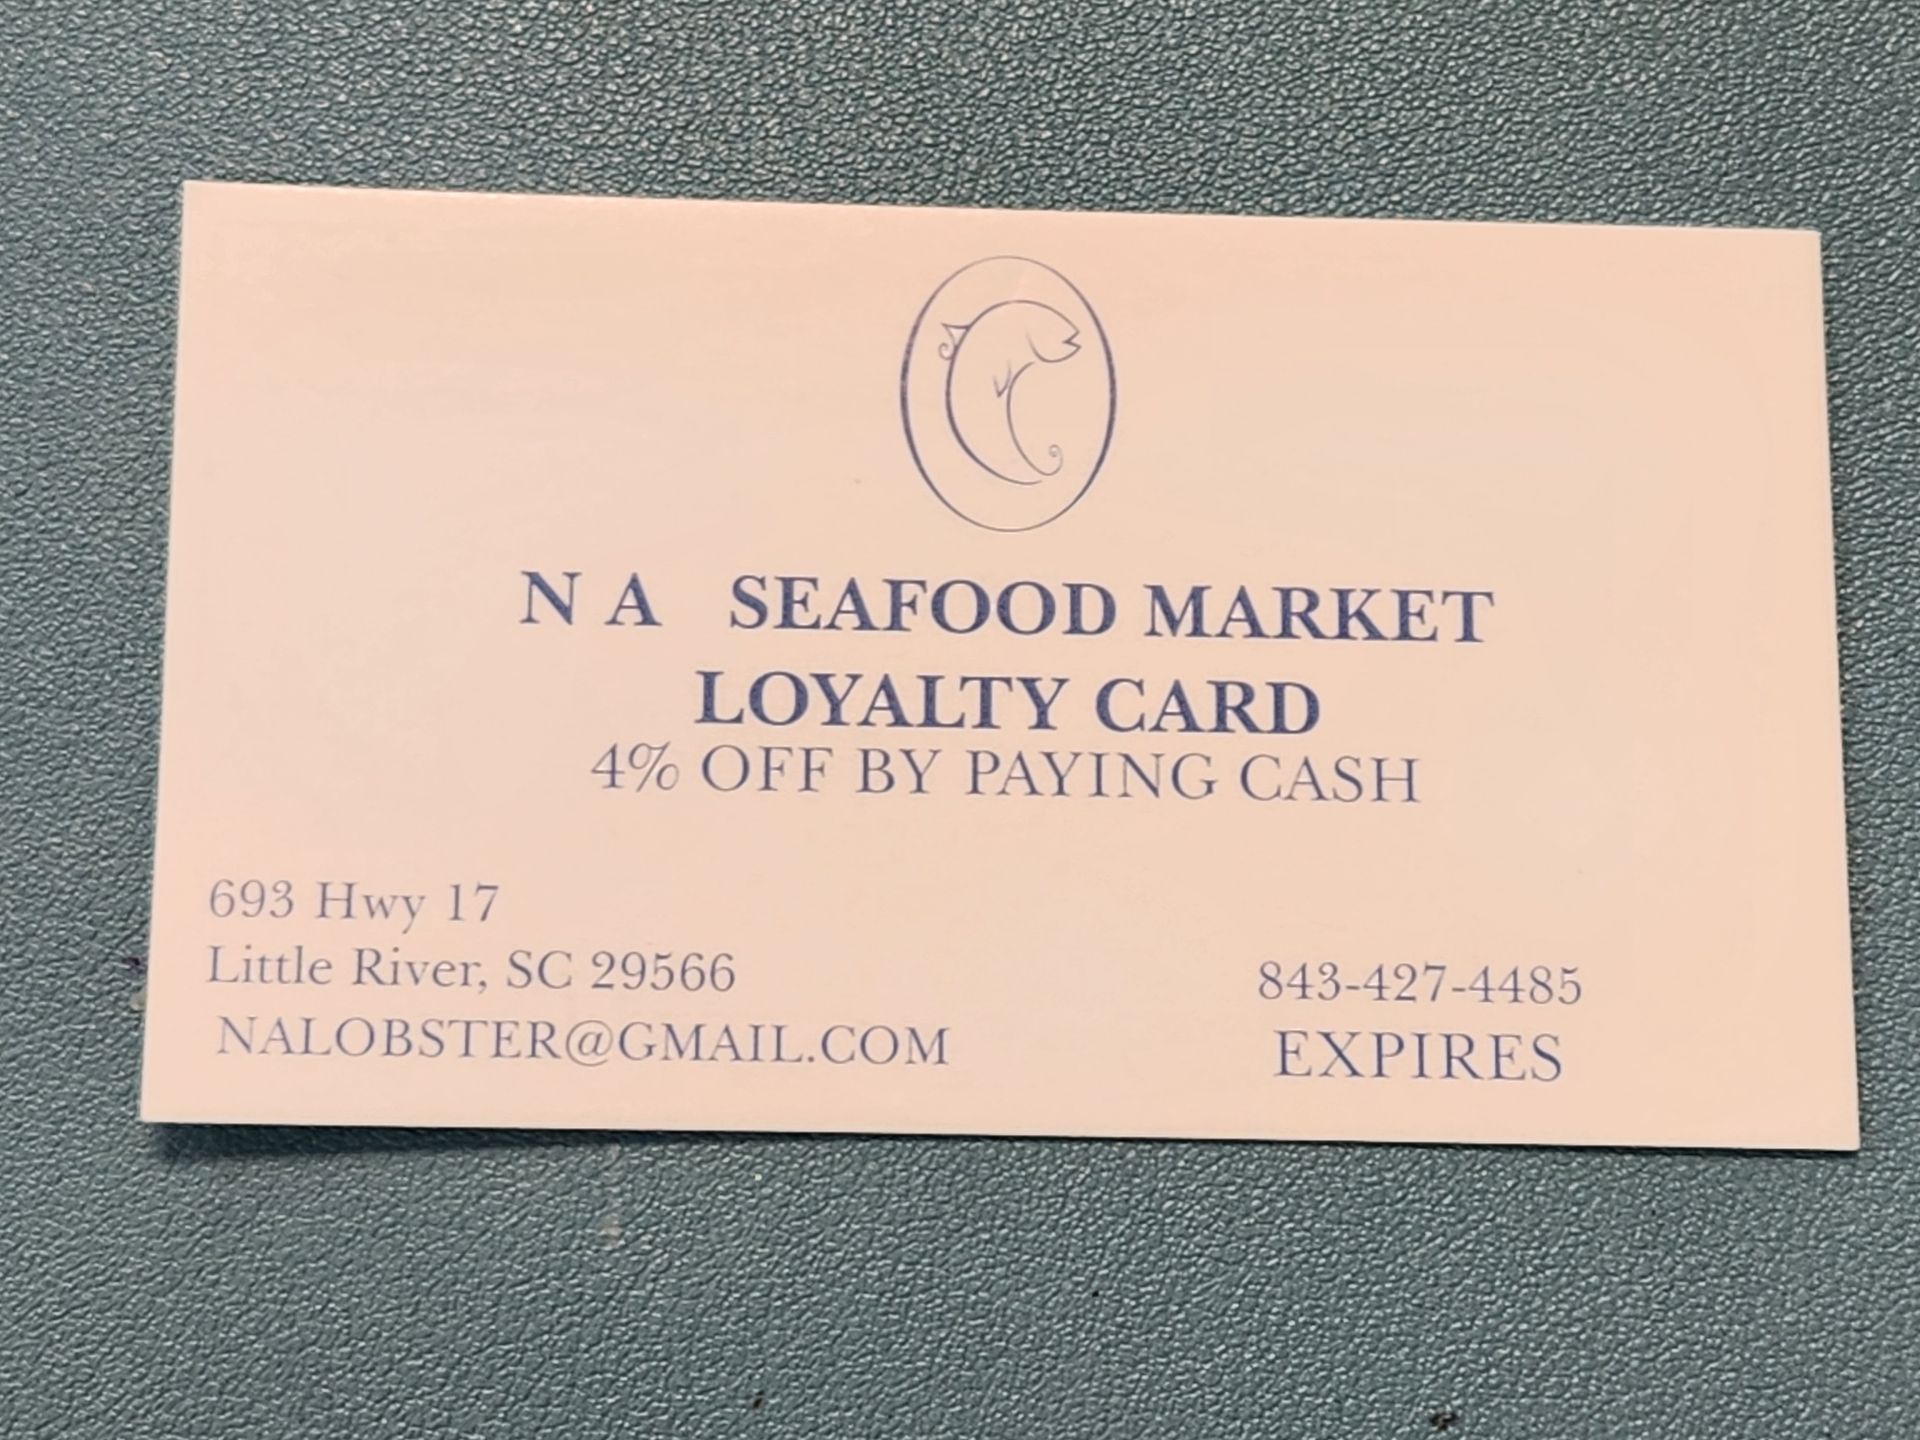 N A SEAFOOD MARKET
LOYALTY CARD
4% OFF BY PAYING CASH
693 Hwy 17
Little River, SC 29566
NALOBSTER@GMAIL.COM
843-427-4485
EXPIRES